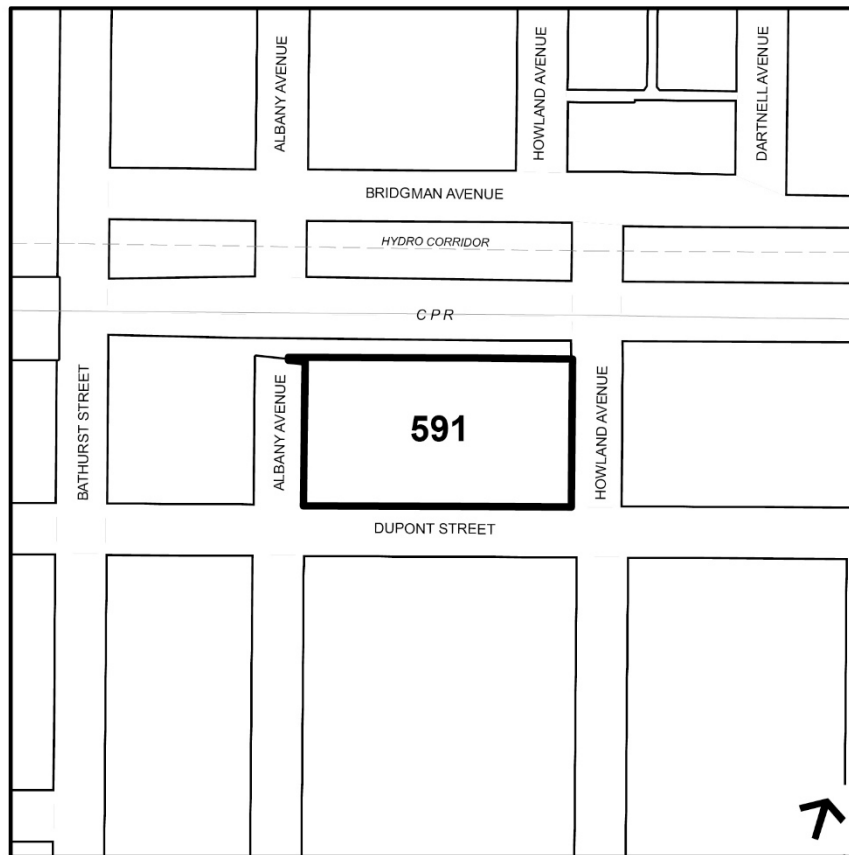 ALBANY AVENUE
HOWLAND AVENUE
DARTNELL AVENUE
BRIDGMAN AVENUE
HYDRO CORRIDOR
C P R
BATHURST STREET
ALBANY AVENUE
591
HOWLAND AVENUE
DUPONT STREET